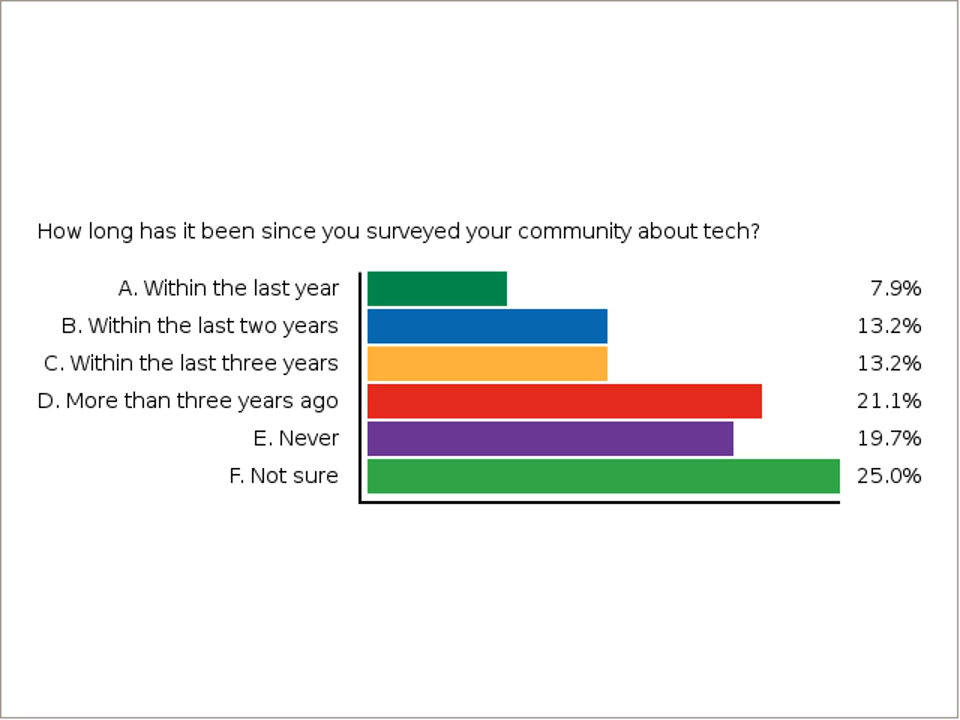 How long has it been since you surveyed your community about tech?
A. Within the last year 7.9%
B. Within the last two years 13.2%
C. Within the last three years 13.2%
D. More than three years ago 21.1%
E. Never 19.7%
F. Not sure 25.0%